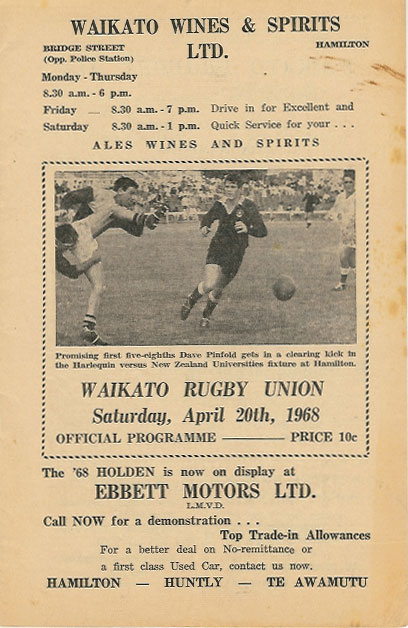 WAIKATO WINES & SPIRITS
BRIDGE STREET LTD. HAMILTON
(Opp. Police Station)
Monday - Thursday
8.30 a.m. - 6 p.m.
Friday — 8.30 a.m. - 7 p.m. Drive in for Excellent and
Saturday 8.30 a.m. - 1 p.m. Quick Service for your . . .
ALES WINES AND SPIRITS
Promising first five-eighths Dave Pinfold gets in a clearing kick in
the Harlequin versus New Zealand Universities fixture at Hamilton.
WAIKATO RUGBY UNION
Saturday, April 20th, 1968
OFFICIAL PROGRAMME ——— PRICE 10c
The '68 HOLDEN is now on display at
EBBETT MOTORS LTD.
L.M.V.D.
Call NOW for a demonstration . . .
Top Trade-in Allowances
For a better deal on No-remittance or
a first class Used Car, contact us now.
HAMILTON — HUNTLY — TE AWAMUTU